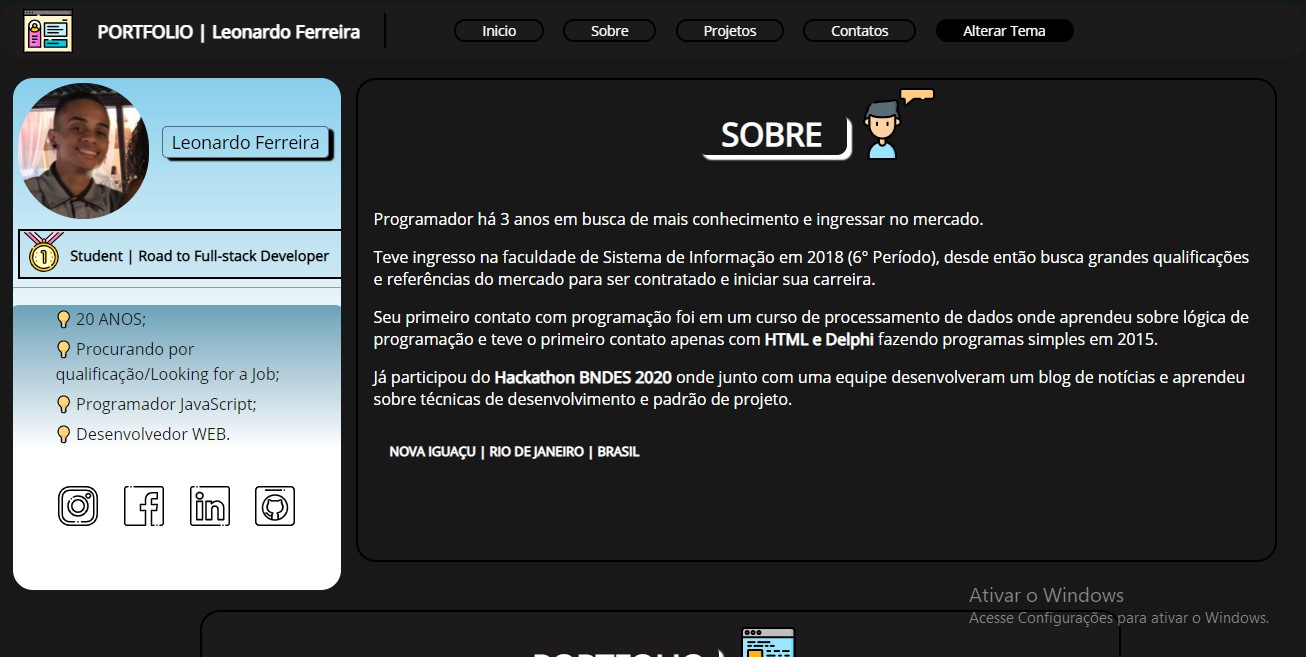 PORTFOLIO | Leonardo Ferreira
Inicio
Sobre
Projetos
Contatos
Alterar Tema
Leonardo Ferreira
1
Student | Road to Full-stack Developer
20 ANOS;
Procurando por
qualificação/Looking for a Job;
Programador JavaScript;
Desenvolvedor WEB.
in
SOBRE
Programador há 3 anos em busca de mais conhecimento e ingressar no mercado.
Teve ingresso na faculdade de Sistema de Informação em 2018 (6° Período), desde então busca grandes qualificações
e referências do mercado para ser contratado e iniciar sua carreira.
Seu primeiro contato com programação foi em um curso de processamento de dados onde aprendeu sobre lógica de
programação e teve o primeiro contato apenas com HTML e Delphi fazendo programas simples em 2015.
Já participou do Hackathon BNDES 2020 onde junto com uma equipe desenvolveram um blog de notícias e aprendeu
sobre técnicas de desenvolvimento e padrão de projeto.
NOVA IGUAÇU | RIO DE JANEIRO | BRASIL
Ativar o Windows
Acesse Configurações para ativar o Windows.
PORTFOLIO